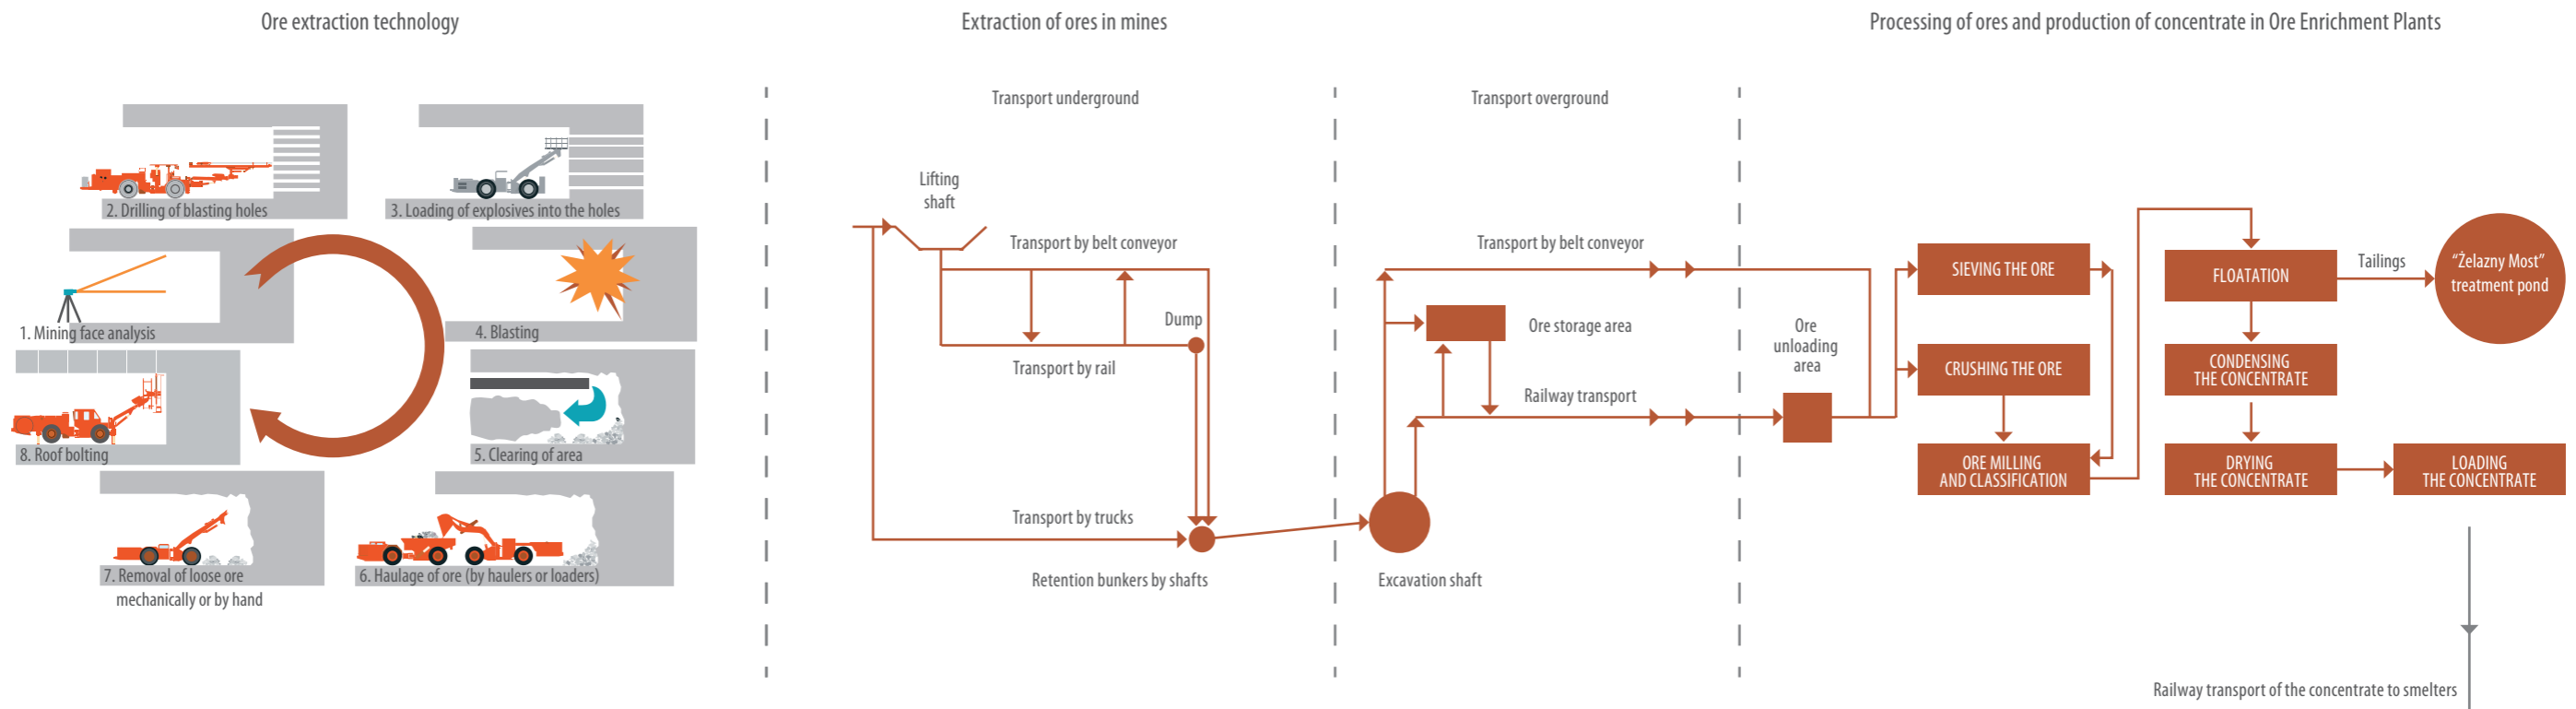 Ore extraction technology
Extraction of ores in mines
Processing of ores and production of concentrate in Ore Enrichment Plants
2. Drilling of blasting holes
3. Loading of explosives into the holes
1. Mining face analysis
4. Blasting
8. Roof bolting
5. Clearing of area
7. Removal of loose ore
mechanically or by hand
6. Haulage of ore (by haulers or loaders)
Transport underground
Lifting
shaft
Transport by belt conveyor
Dump
Transport by rail
Transport by trucks
Retention bunkers by shafts
Transport overground
Transport by belt conveyor
Ore storage area
Railway transport
Excavation shaft
Ore
unloading
area
SIEVING THE ORE
CRUSHING THE ORE
ORE MILLING
AND CLASSIFICATION
FLOATATION
Tailings
“Żelazny Most”
treatment pond
CONDENSING
THE CONCENTRATE
DRYING
THE CONCENTRATE
LOADING
THE CONCENTRATE
Railway transport of the concentrate to smelters